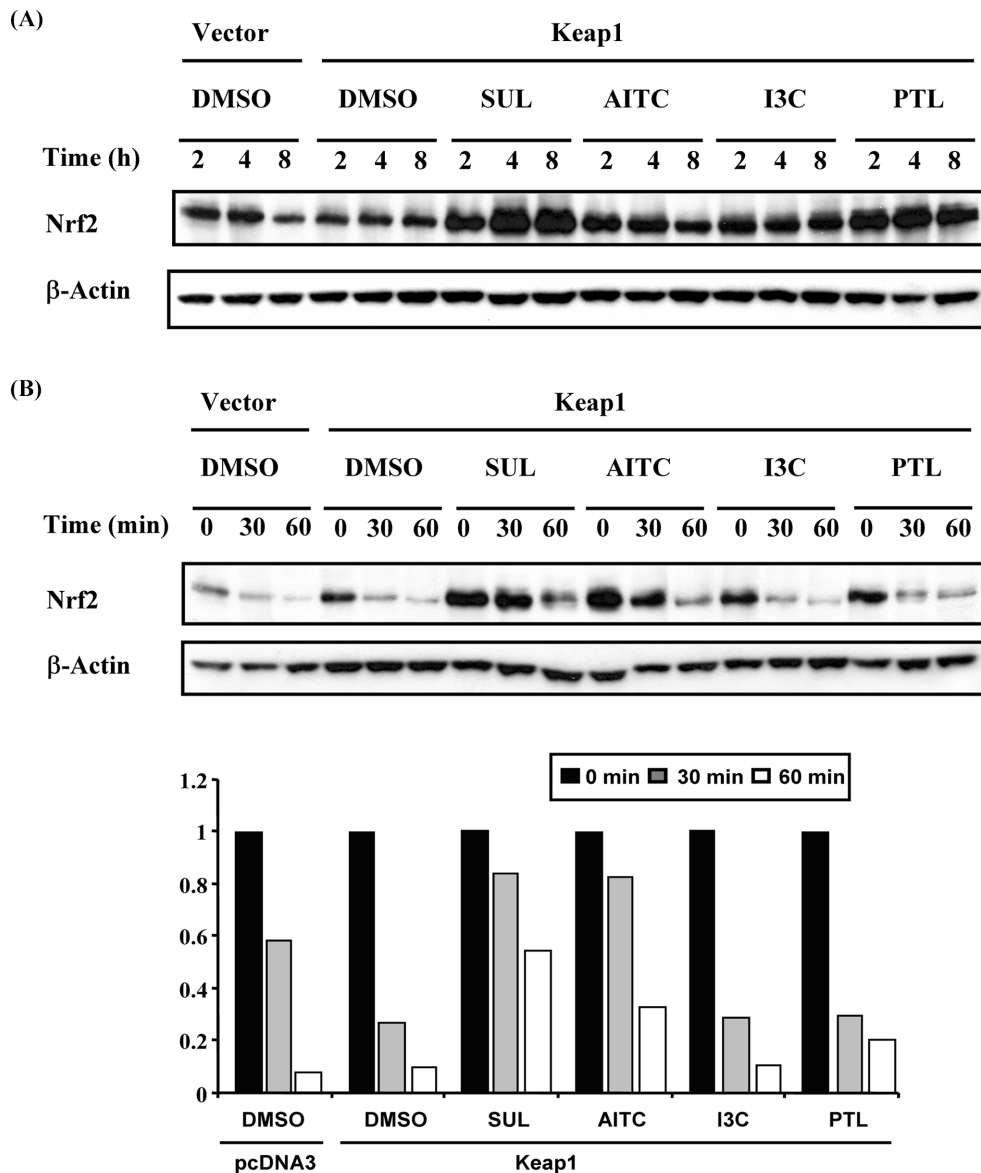 (A)
Vector Keap1
DMSO DMSO SUL AITC I3C PTL
Time (h) 2 4 8 2 4 8 2 4 8 2 4 8 2 4 8 2 4 8
Nrf2
β-Actin
(B)
Vector Keap1
DMSO DMSO SUL AITC I3C PTL
Time (min) 0 30 60 0 30 60 0 30 60 0 30 60 0 30 60 0 30 60
Nrf2
β-Actin
0 min 30 min 60 min
1.2
1
0.8
0.6
0.4
0.2
0
DMSO DMSO SUL AITC I3C PTL
pcDNA3 Keap1